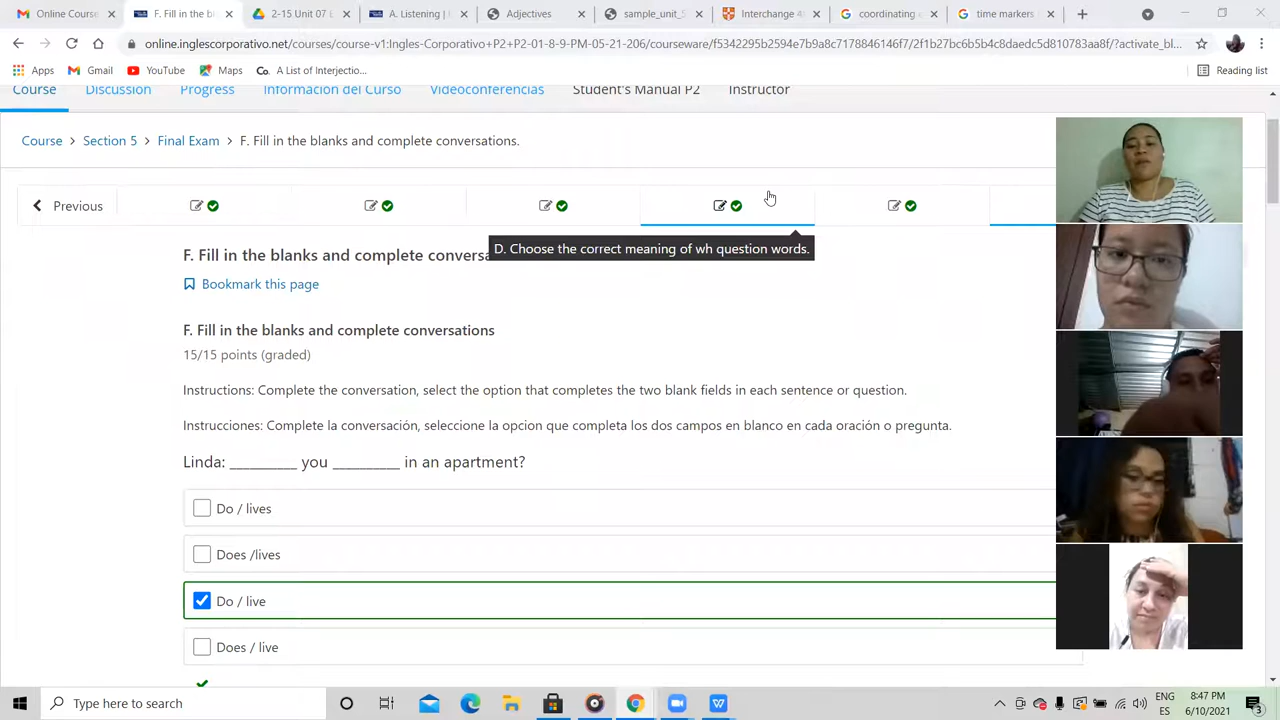 Online Cours
F. Fill in the bla
2-15 Unit 07 E
A. Listening |
Adjectives
sample_unit_5
Interchange 4
coordinating e
time markers
online.inglescorporativo.net/courses/course-v1:Ingles-Corporativo+P2+P2-01-8-9-PM-05-21-206/courseware/f5342295b2594e7b9a8c7178846146f7/2f1b27bc6b5b4c8daedc5d810783aa8f/?activate_bl...
Apps
Gmail
YouTube
Maps
Co. A List of Interjectio...
Reading list
Course
Discussion
Progress
Información del Curso
Videoconferencias
Student's Manual P2
Instructor
Course > Section 5 > Final Exam > F. Fill in the blanks and complete conversations.
Previous
F. Fill in the blanks and complete conversa
D. Choose the correct meaning of wh question words.
Bookmark this page
F. Fill in the blanks and complete conversations
15/15 points (graded)
Instructions: Complete the conversation, select the option that completes the two blank fields in each sentence or question.
Instrucciones: Complete la conversación, seleccione la opcion que completa los dos campos en blanco en cada oración o pregunta.
Linda: __________ you __________ in an apartment?
Do / lives
Does /lives
Do / live
Does / live
Type here to search
ENG
ES
8:47 PM
6/10/2021
3